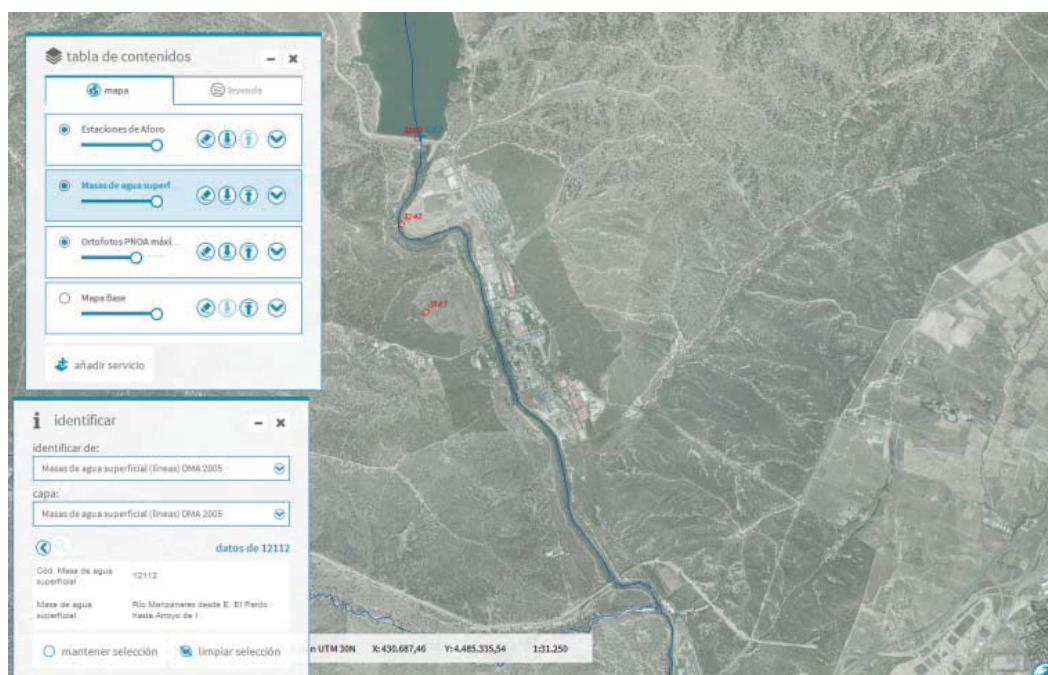 tabla de contenidos
mapa
leyenda
Estaciones de Aforo
Masas de agua superf...
Ortofotos PNOA máxi...
Mapa Base
añadir servicio
3242
identificar
identificar de:
Masas de agua superficial (líneas) DMA 2005
capa:
Masas de agua superficial (líneas) DMA 2005
datos de 12112
Cód. Masa de agua superficial
12112
Masa de agua superficial
Río Manzanares desde E. El Pardo
hasta Arroyo de l
mantener selección
limpiar selección
n UTM 30N X: 430.687,46 Y: 4.485.335,54 1:31.250